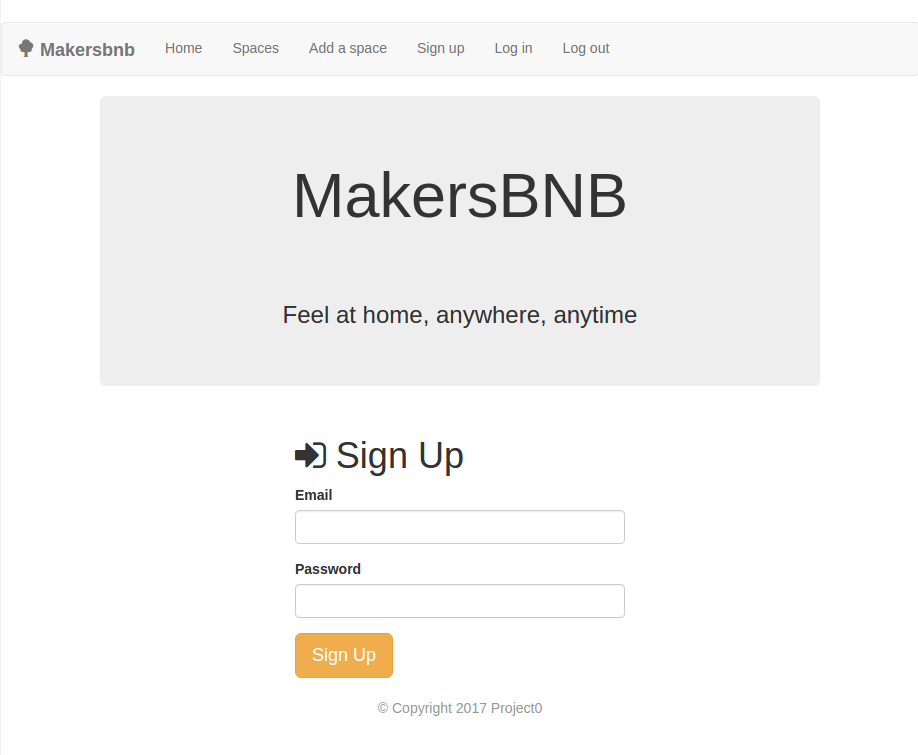 Makersbnb Home Spaces Add a space Sign up Log in Log out
MakersBNB
Feel at home, anywhere, anytime
Sign Up
Email
Password
Sign Up
© Copyright 2017 Project0